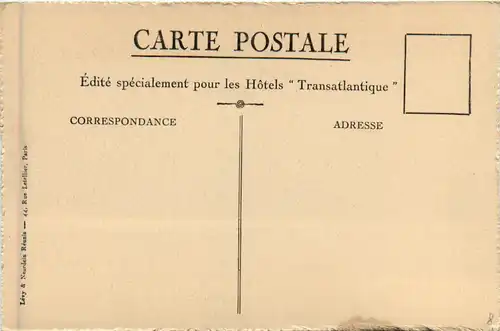 CARTE POSTALE
Édité spécialement pour les Hôtels " Transatlantique "
CORRESPONDANCE
ADRESSE
Lévy & Neurdein Réunis — 44, Rue Letellier, Paris